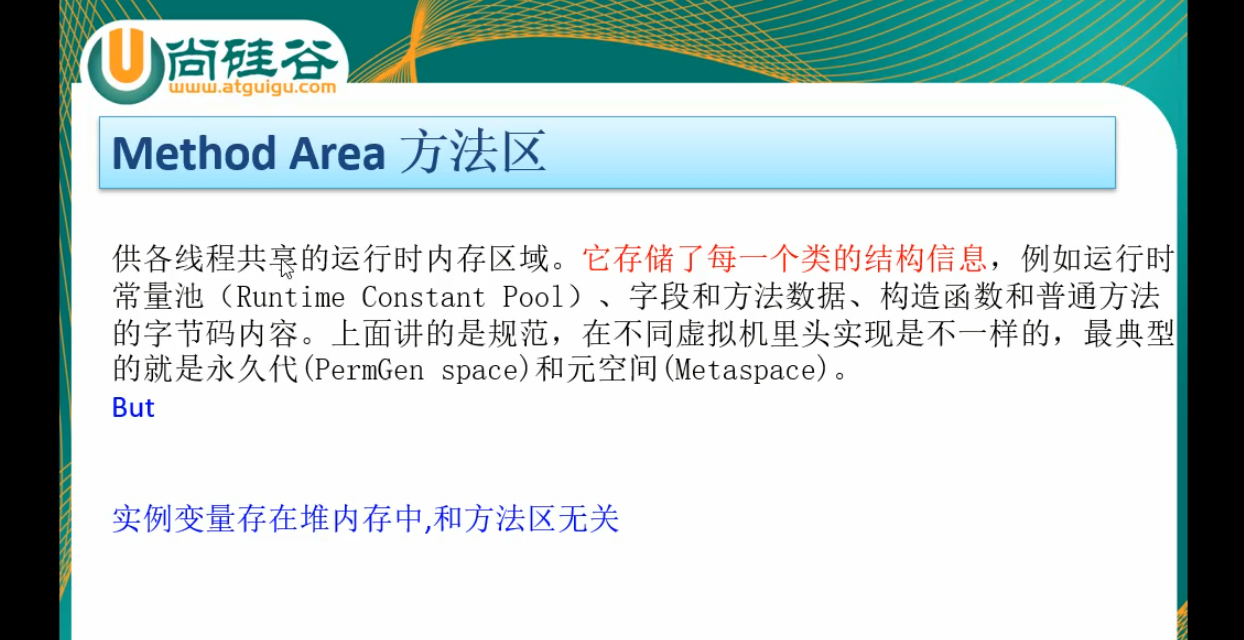 尚硅谷
www.atguigu.com
Method Area 方法区
供各线程共享的运行时内存区域。它存储了每一个类的结构信息，例如运行时
常量池（Runtime Constant Pool）、字段和方法数据、构造函数和普通方法
的字节码内容。上面讲的是规范，在不同虚拟机里头实现是不一样的，最典型
的就是永久代(PermGen space)和元空间(Metaspace)。
But
实例变量存在堆内存中,和方法区无关